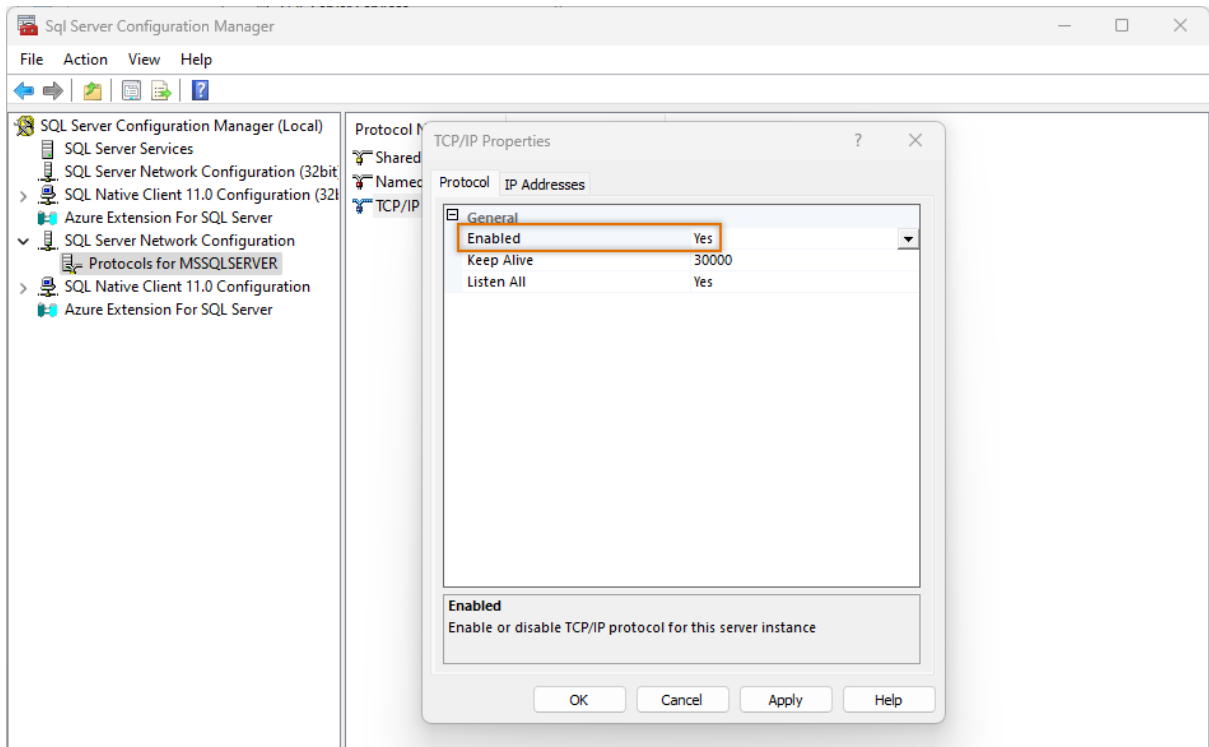 Sql Server Configuration Manager
File Action View Help
SQL Server Configuration Manager (Local)
SQL Server Services
SQL Server Network Configuration (32bit
SQL Native Client 11.0 Configuration (32b
Azure Extension For SQL Server
SQL Server Network Configuration
Protocols for MSSQLSERVER
SQL Native Client 11.0 Configuration
Azure Extension For SQL Server
Protocol N
Shared
Named
TCP/IP
TCP/IP Properties
Protocol IP Addresses
General
Enabled Yes
Keep Alive 30000
Listen All Yes
Enabled
Enable or disable TCP/IP protocol for this server instance
OK Cancel Apply Help